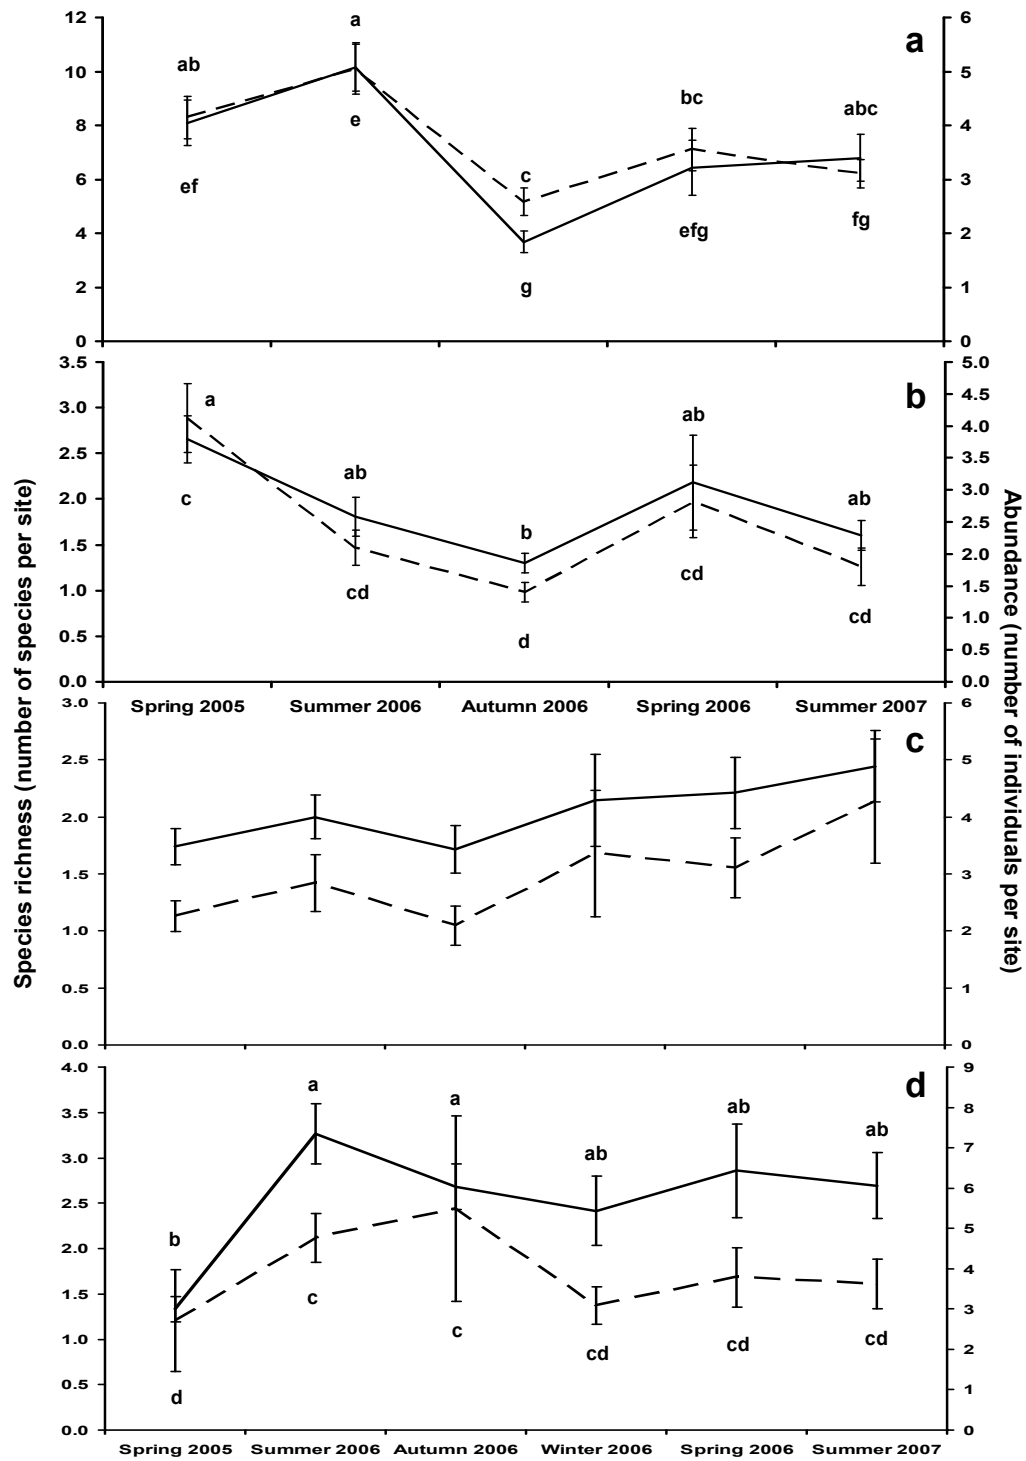 12
10
8
6
4
2
0
a
ab
a
e
ef
c
g
bc
efg
abc
fg
6
5
4
3
2
1
0
3.5
3.0
2.5
2.0
1.5
1.0
0.5
0.0
b
a
c
ab
cd
b
d
ab
cd
ab
cd
5.0
4.5
4.0
3.5
3.0
2.5
2.0
1.5
1.0
0.5
0.0
Spring 2005 Summer 2006 Autumn 2006 Spring 2006 Summer 2007
Species richness (number of species per site)
Abundance (number of individuals per site)
3.0
2.5
2.0
1.5
1.0
0.5
0.0
c
6
5
4
3
2
1
0
4.0
3.5
3.0
2.5
2.0
1.5
1.0
0.5
0.0
d
b
d
a
c
a
c
ab
cd
ab
cd
ab
cd
9
8
7
6
5
4
3
2
1
0
Spring 2005 Summer 2006 Autumn 2006 Winter 2006 Spring 2006 Summer 2007